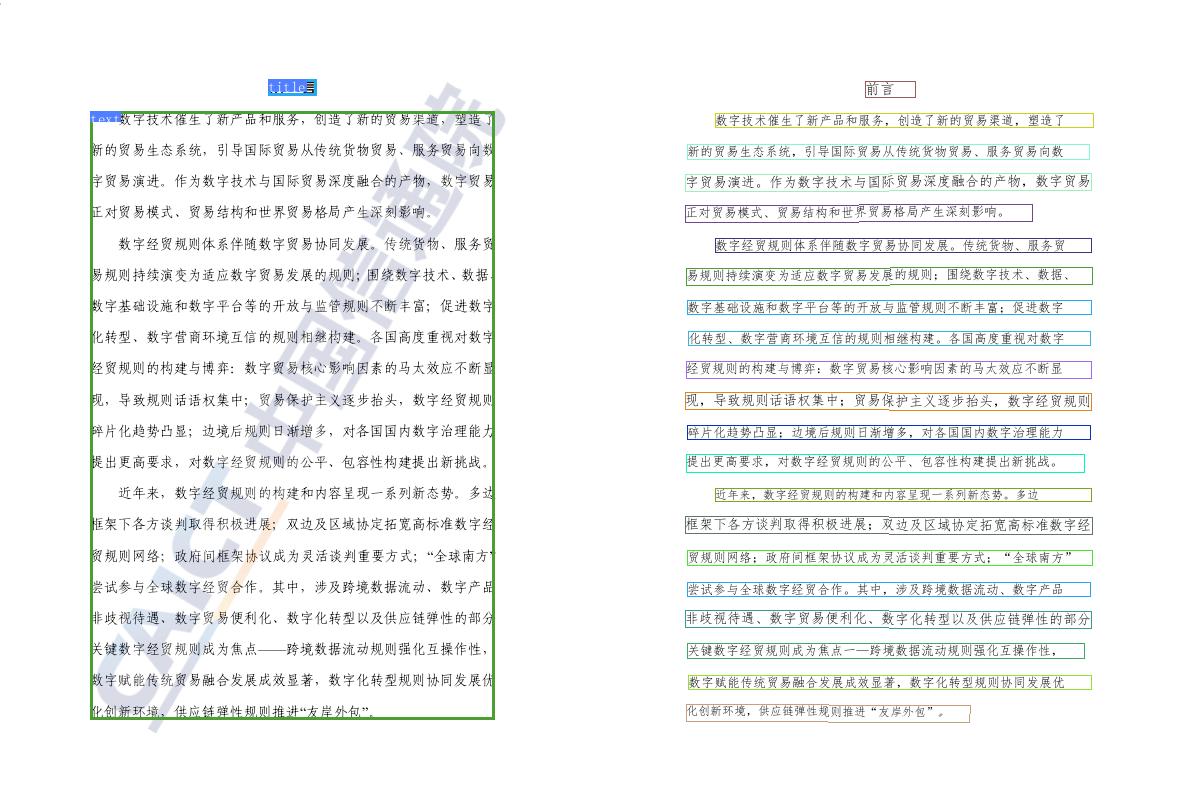 title
text
数字技术催生了新产品和服务，创造了新的贸易渠道，塑造了
新的贸易生态系统，引导国际贸易从传统货物贸易、服务贸易向数
字贸易演进。作为数字技术与国际贸易深度融合的产物，数字贸易
正对贸易模式、贸易结构和世界贸易格局产生深刻影响。
数字经贸规则体系伴随数字贸易协同发展。传统货物、服务贸
易规则持续演变为适应数字贸易发展的规则；围绕数字技术、数据、
数字基础设施和数字平台等的开放与监管规则不断丰富；促进数字
化转型、数字营商环境互信的规则相继构建。各国高度重视对数字
经贸规则的构建与博弈：数字贸易核心影响因素的马太效应不断显
现，导致规则话语权集中；贸易保护主义逐步抬头，数字经贸规则
碎片化趋势凸显；边境后规则日渐增多，对各国国内数字治理能力
提出更高要求，对数字经贸规则的公平、包容性构建提出新挑战。
近年来，数字经贸规则的构建和内容呈现一系列新态势。多边
框架下各方谈判取得积极进展；双边及区域协定拓宽高标准数字经
贸规则网络；政府间框架协议成为灵活谈判重要方式；“全球南方”
尝试参与全球数字经贸合作。其中，涉及跨境数据流动、数字产品
非歧视待遇、数字贸易便利化、数字化转型以及供应链弹性的部分
关键数字经贸规则成为焦点——跨境数据流动规则强化互操作性，
数字赋能传统贸易融合发展成效显著，数字化转型规则协同发展优
化创新环境，供应链弹性规则推进“友岸外包”。
CAICT 中国信通院
前言
数字技术催生了新产品和服务，创造了新的贸易渠道，塑造了
新的贸易生态系统，引导国际贸易从传统货物贸易、服务贸易向数
字贸易演进。作为数字技术与国际贸易深度融合的产物，数字贸易
正对贸易模式、贸易结构和世界贸易格局产生深刻影响。
数字经贸规则体系伴随数字贸易协同发展。传统货物、服务贸
易规则持续演变为适应数字贸易发展的规则；围绕数字技术、数据、
数字基础设施和数字平台等的开放与监管规则不断丰富；促进数字
化转型、数字营商环境互信的规则相继构建。各国高度重视对数字
经贸规则的构建与博弈：数字贸易核心影响因素的马太效应不断显
现，导致规则话语权集中；贸易保护主义逐步抬头，数字经贸规则
碎片化趋势凸显；边境后规则日渐增多，对各国国内数字治理能力
提出更高要求，对数字经贸规则的公平、包容性构建提出新挑战。
近年来，数字经贸规则的构建和内容呈现一系列新态势。多边
框架下各方谈判取得积极进展；双边及区域协定拓宽高标准数字经
贸规则网络；政府间框架协议成为灵活谈判重要方式；“全球南方”
尝试参与全球数字经贸合作。其中，涉及跨境数据流动、数字产品
非歧视待遇、数字贸易便利化、数字化转型以及供应链弹性的部分
关键数字经贸规则成为焦点一—跨境数据流动规则强化互操作性，
数字赋能传统贸易融合发展成效显著，数字化转型规则协同发展优
化创新环境，供应链弹性规则推进“友岸外包”。